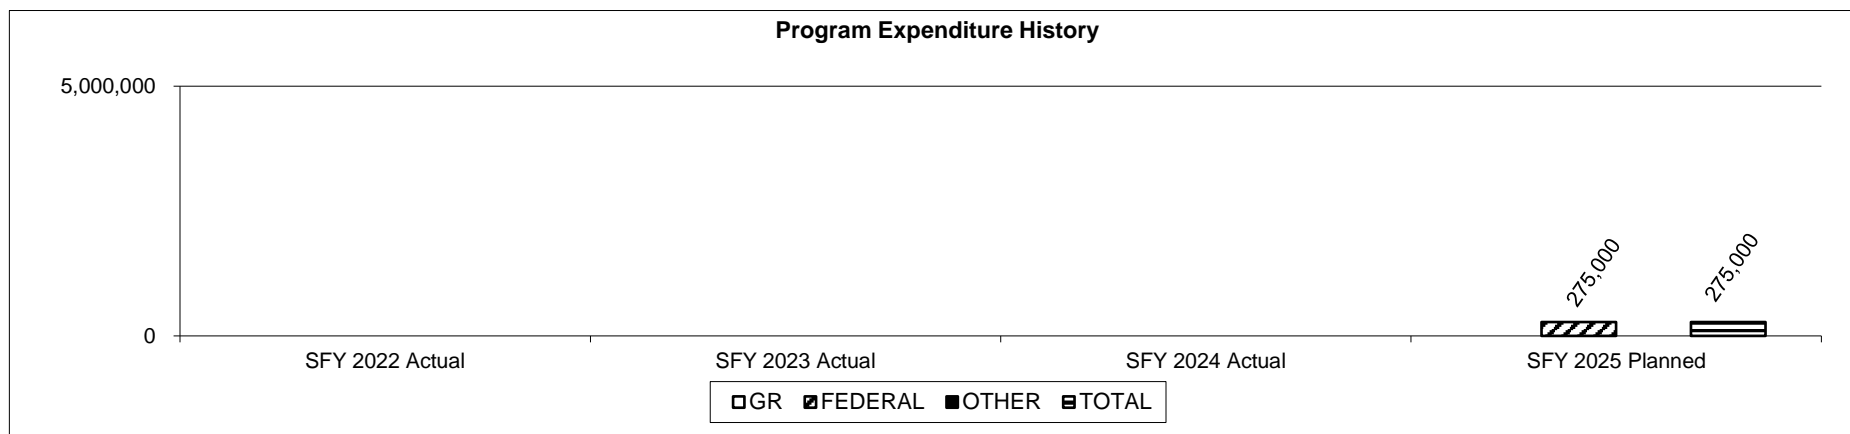 Program Expenditure History
5,000,000
275,000 275,000
0
SFY 2022 Actual SFY 2023 Actual SFY 2024 Actual SFY 2025 Planned
GR FEDERAL OTHER TOTAL